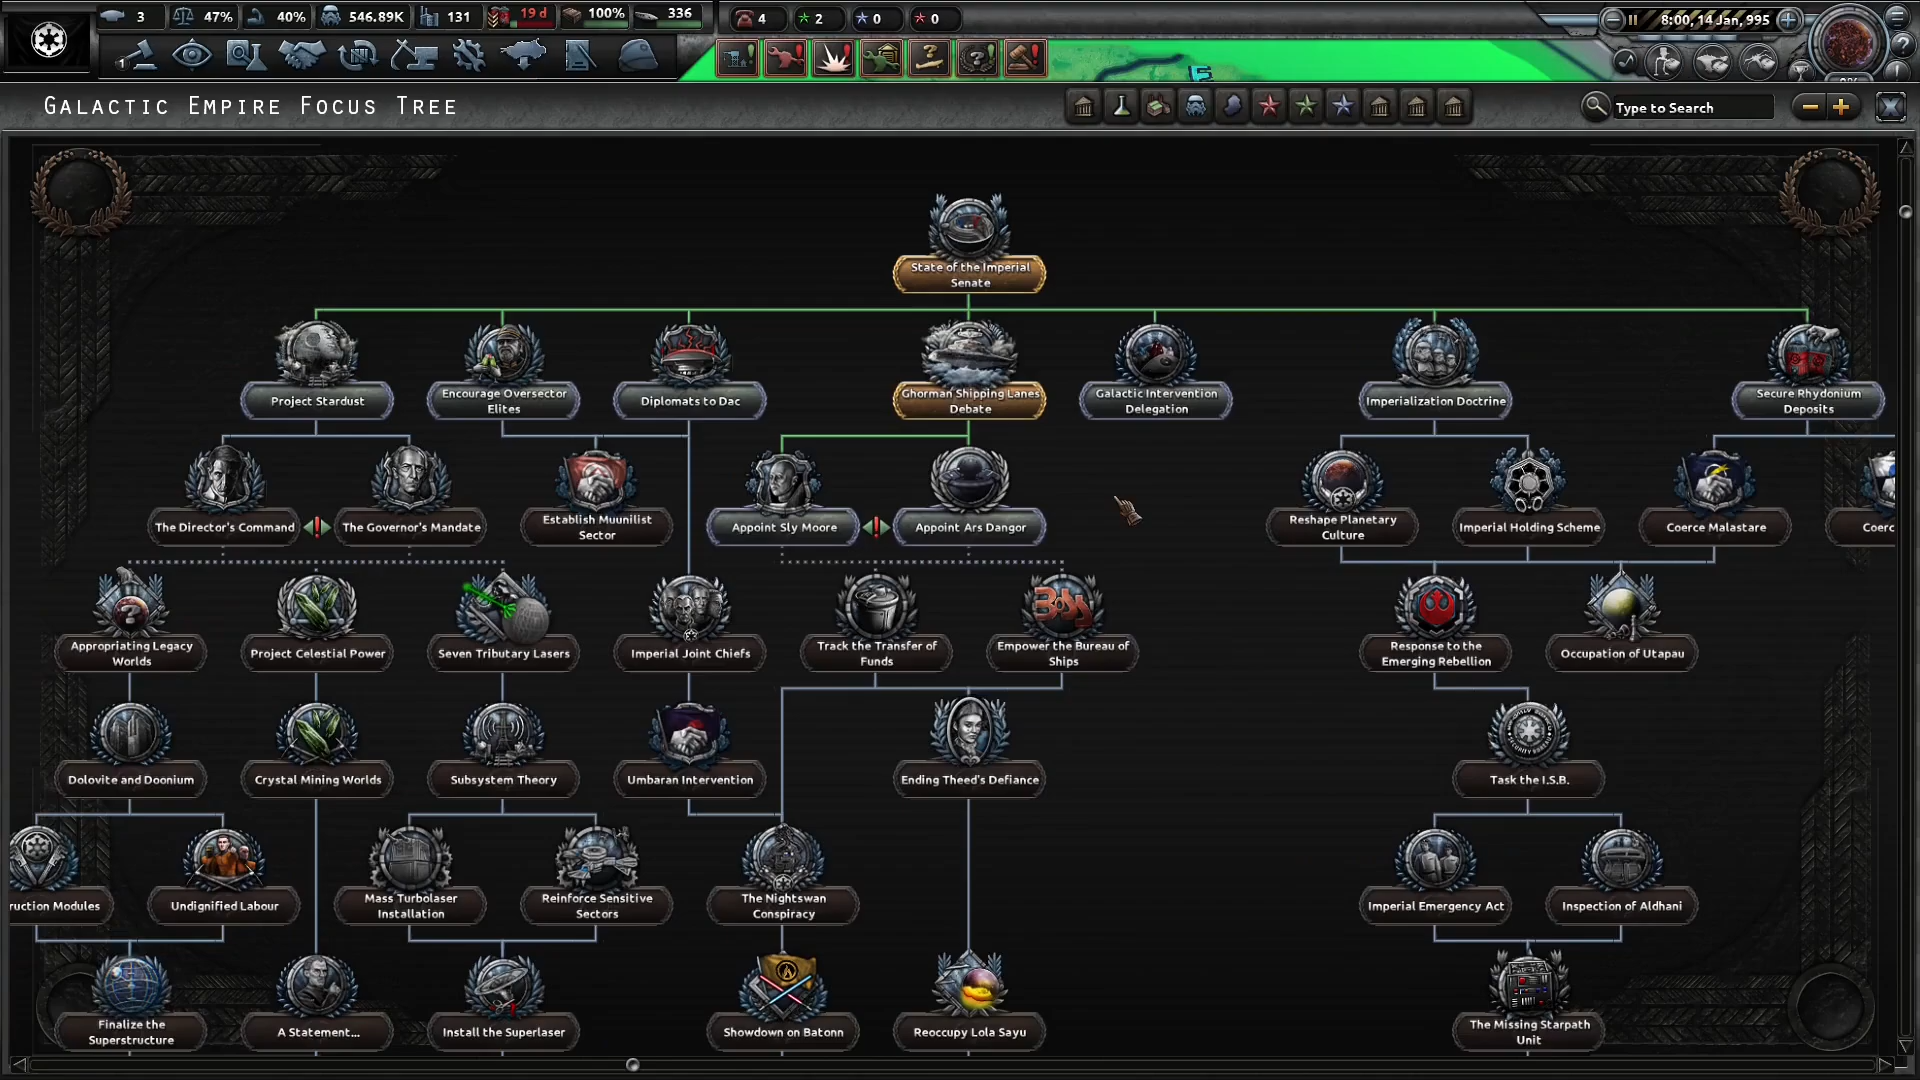 3
47%
40%
546.89K
131
19 d
100%
336
4
2
0
0
8:00, 14 Jan, 995
GALACTIC EMPIRE FOCUS TREE
Type to Search
State of the Imperial
Senate
Project Stardust
Encourage Oversector
Elites
Diplomats to Dac
Ghorman Shipping Lanes
Debate
Galactic Intervention
Delegation
Imperialization Doctrine
Secure Rhydonium
Deposits
The Director's Command
The Governor's Mandate
Establish Muunilist
Sector
Appoint Sly Moore
Appoint Ars Dangor
Reshape Planetary
Culture
Imperial Holding Scheme
Coerce Malastare
Coerc
Appropriating Legacy
Worlds
Project Celestial Power
Seven Tributary Lasers
Imperial Joint Chiefs
Track the Transfer of
Funds
Empower the Bureau of
Ships
Response to the
Emerging Rebellion
Occupation of Utapau
Dolovite and Doonium
Crystal Mining Worlds
Subsystem Theory
Umbaran Intervention
Ending Theed's Defiance
Task the I.S.B.
ruction Modules
Undignified Labour
Mass Turbolaser
Installation
Reinforce Sensitive
Sectors
The Nightswan
Conspiracy
Imperial Emergency Act
Inspection of Aldhani
Finalize the
Superstructure
A Statement...
Install the Superlaser
Showdown on Batonn
Reoccupy Lola Sayu
The Missing Starpath
Unit